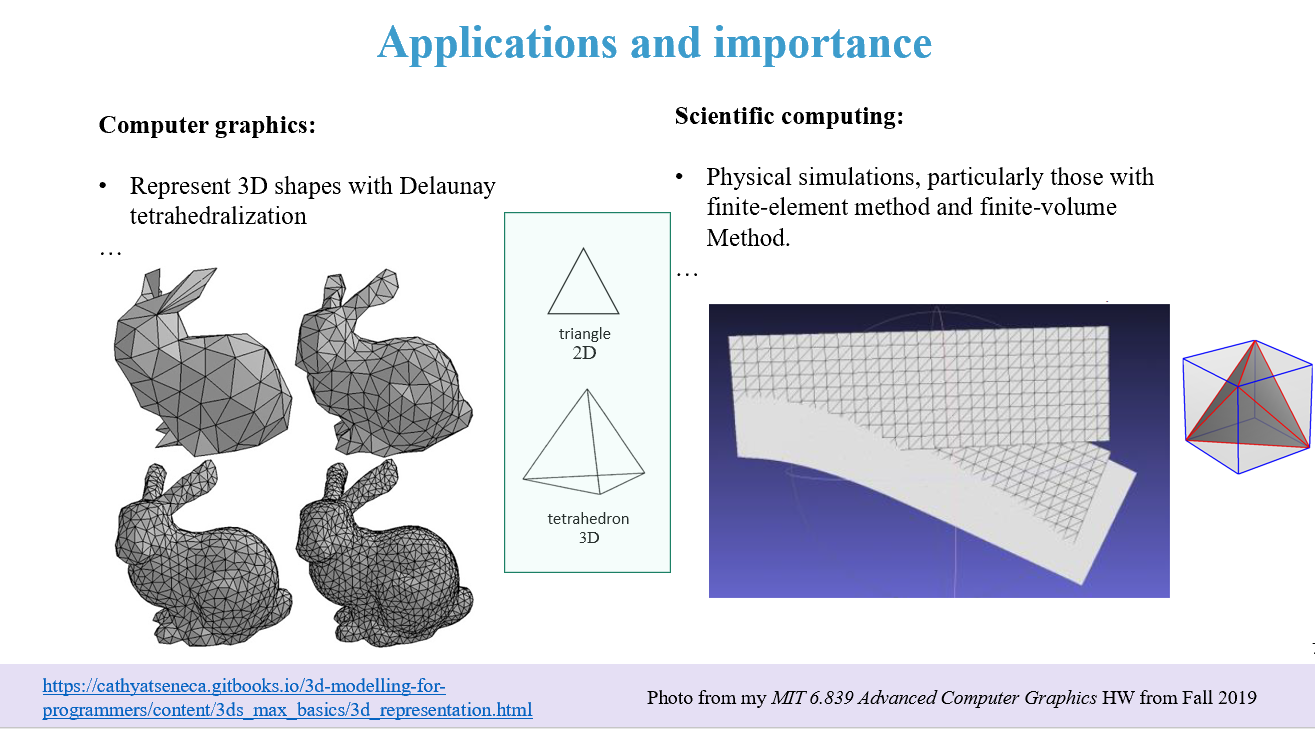 Applications and importance
Computer graphics:
• Represent 3D shapes with Delaunay
tetrahedralization
…
triangle
2D
tetrahedron
3D
Scientific computing:
• Physical simulations, particularly those with
finite-element method and finite-volume
Method.
…
https://cathyatseneca.gitbooks.io/3d-modelling-for-
programmers/content/3ds_max_basics/3d_representation.html
Photo from my MIT 6.839 Advanced Computer Graphics HW from Fall 2019